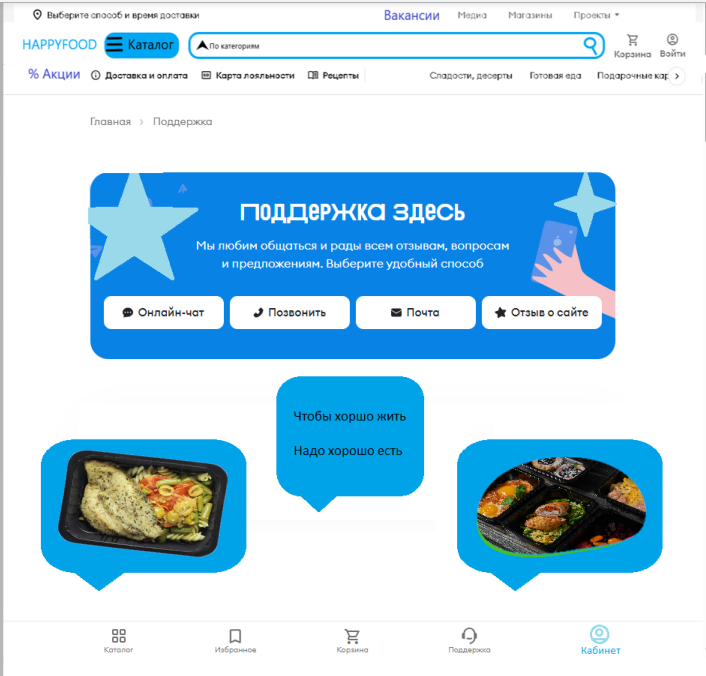 Выберите способ и время доставки Вакансии Медиа Магазины Проекты
HAPPYFOOD Каталог По категориям Корзина Войти
% Акции Доставка и оплата Карта лояльности Рецепты Сладости, десерты Готовая еда Подарочные кар
Главная > Поддержка
Поддержка здесь
Мы любим общаться и рады всем отзывам, вопросам
и предложениям. Выберите удобный способ
Онлайн-чат Позвонить Почта Отзыв о сайте
Чтобы хоршо жить
Надо хорошо есть
Каталог Избранное Корзина Поддержка Кабинет